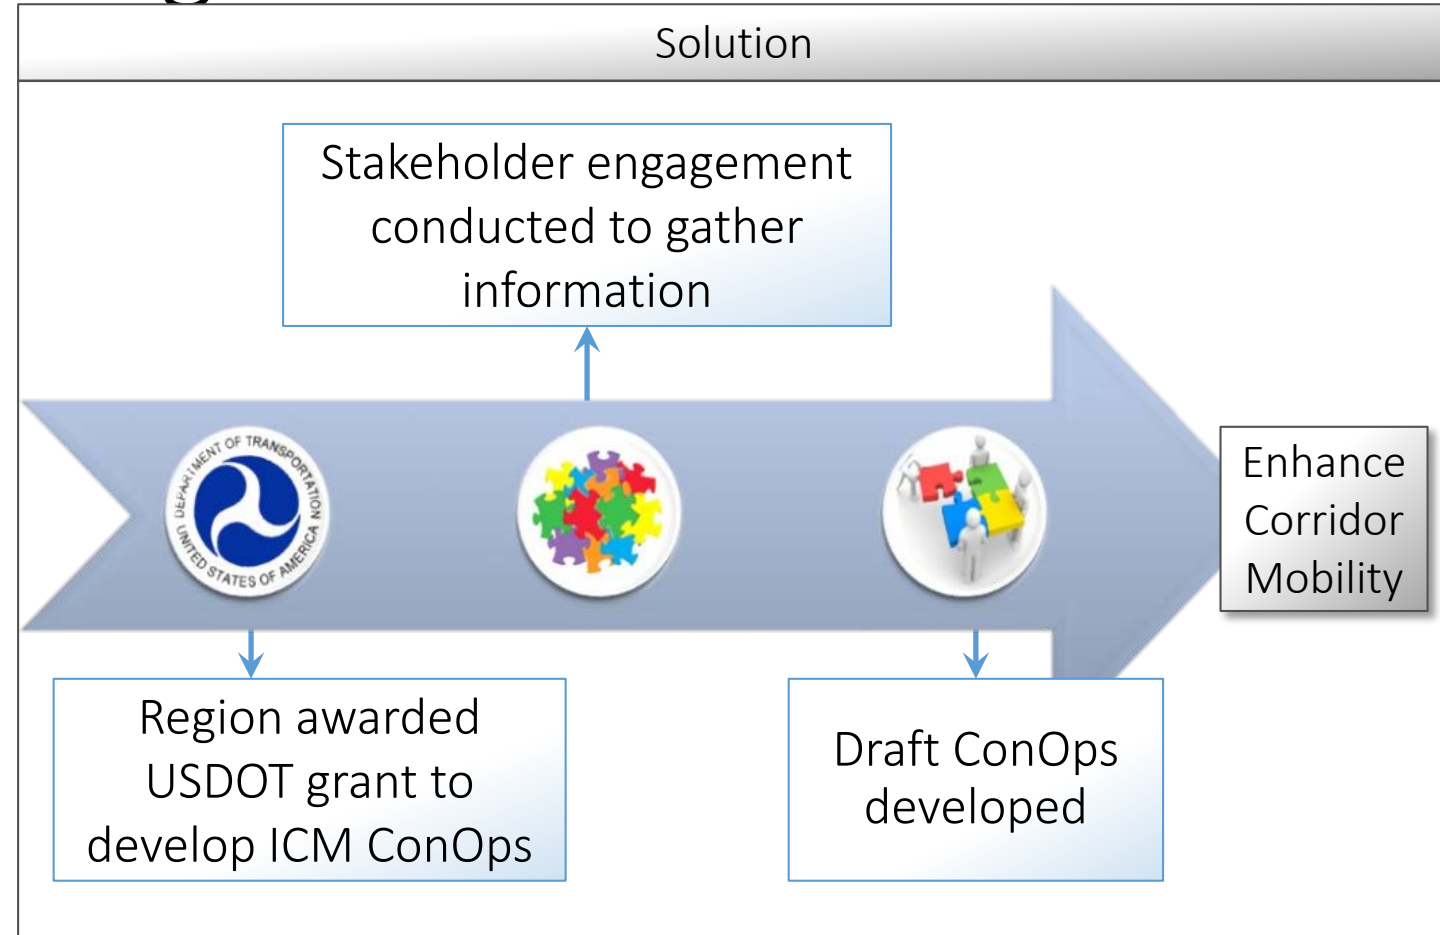 Solution
Stakeholder engagement
conducted to gather
information
DEPARTMENT OF TRANSPORTATION
UNITED STATES OF AMERICA
Enhance
Corridor
Mobility
Region awarded
USDOT grant to
develop ICM ConOps
Draft ConOps
developed